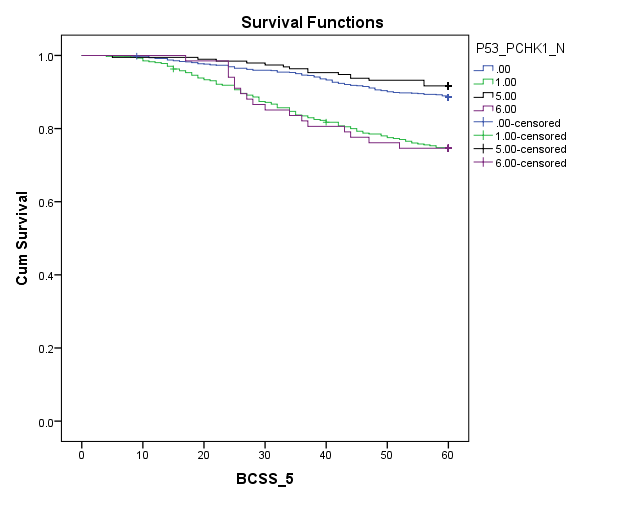 Survival Functions
P53_PCHK1_N
.00
1.00
5.00
6.00
.00-censored
1.00-censored
5.00-censored
6.00-censored
Cum Survival
1.0
0.8
0.6
0.4
0.2
0.0
0 10 20 30 40 50 60
BCSS_5